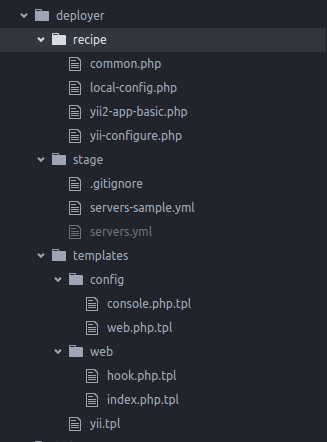 deployer
recipe
common.php
local-config.php
yii2-app-basic.php
yii-configure.php
stage
.gitignore
servers-sample.yml
servers.yml
templates
config
console.php.tpl
web.php.tpl
web
hook.php.tpl
index.php.tpl
yii.tpl